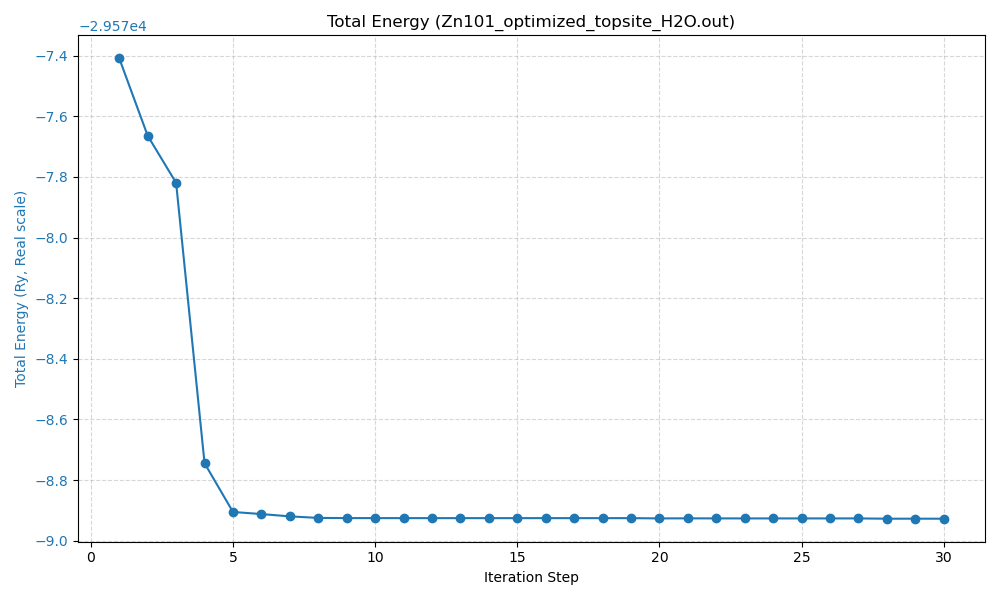 Total Energy (Zn101_optimized_topsite_H2O.out)
−2.957e4
−7.4
−7.6
−7.8
−8.0
−8.2
−8.4
−8.6
−8.8
−9.0
Total Energy (Ry, Real scale)
0 5 10 15 20 25 30
Iteration Step